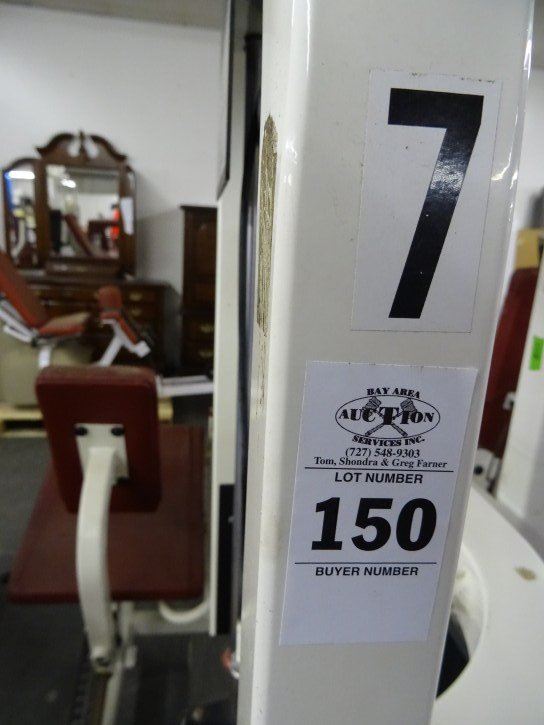 7
BAY AREA
AUCTION
SERVICES INC.
(727) 548-9303
Tom, Shondra & Greg Farner
LOT NUMBER
150
BUYER NUMBER